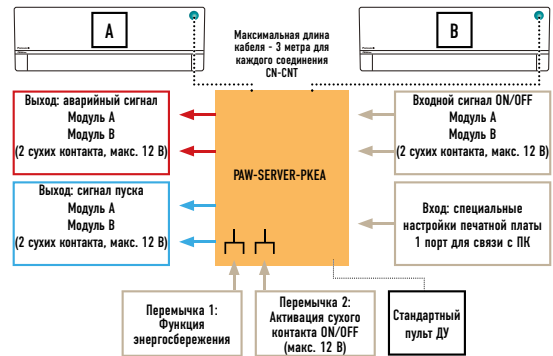 A
B
Максимальная длина
кабеля - 3 метра для
каждого соединения
CN-CNT
Выход: аварийный сигнал
Модуль A
Модуль B
(2 сухих контакта, макс. 12 В)
Выход: сигнал пуска
Модуль A
Модуль B
(2 сухих контакта, макс. 12 В)
PAW-SERVER-PKEA
Входной сигнал ON/OFF
Модуль A
Модуль B
(2 сухих контакта, макс. 12 В)
Вход: специальные
настройки печатной платы
1 порт для связи с ПК
Перемычка 1:
Функция
энергосбережения
Перемычка 2:
Активация сухого
контакта ON/OFF
(макс. 12 В)
Стандартный
пульт ДУ